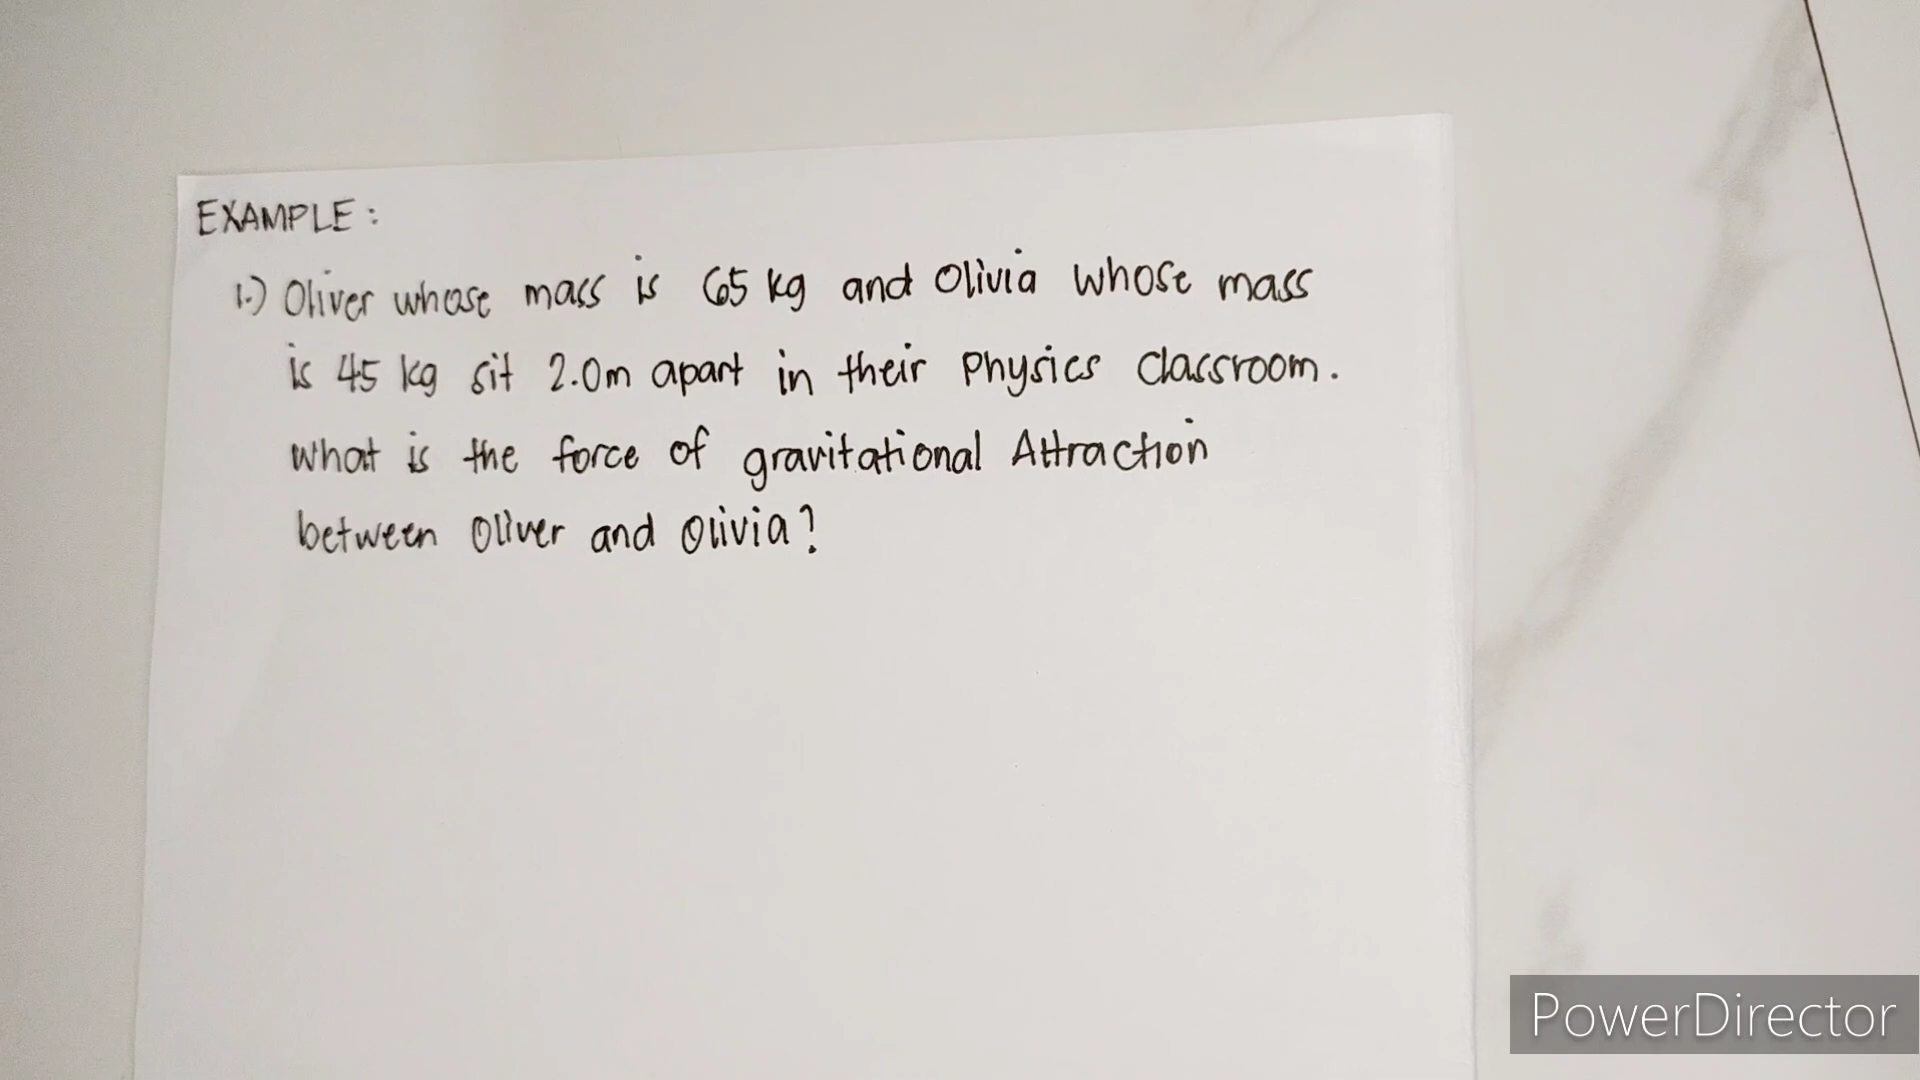 EXAMPLE:
1.) Oliver whose mass is 65 kg and Olivia whose mass
is 45 kg sit 2.0m apart in their Physics Classroom.
What is the force of gravitational Attraction
between Oliver and Olivia?
PowerDirector